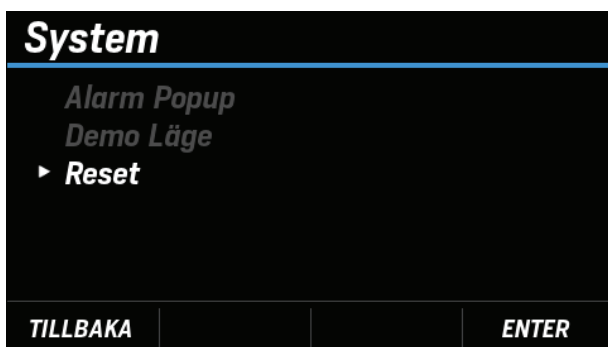 System
Alarm Popup
Demo Läge
Reset
TILLBAKA ENTER